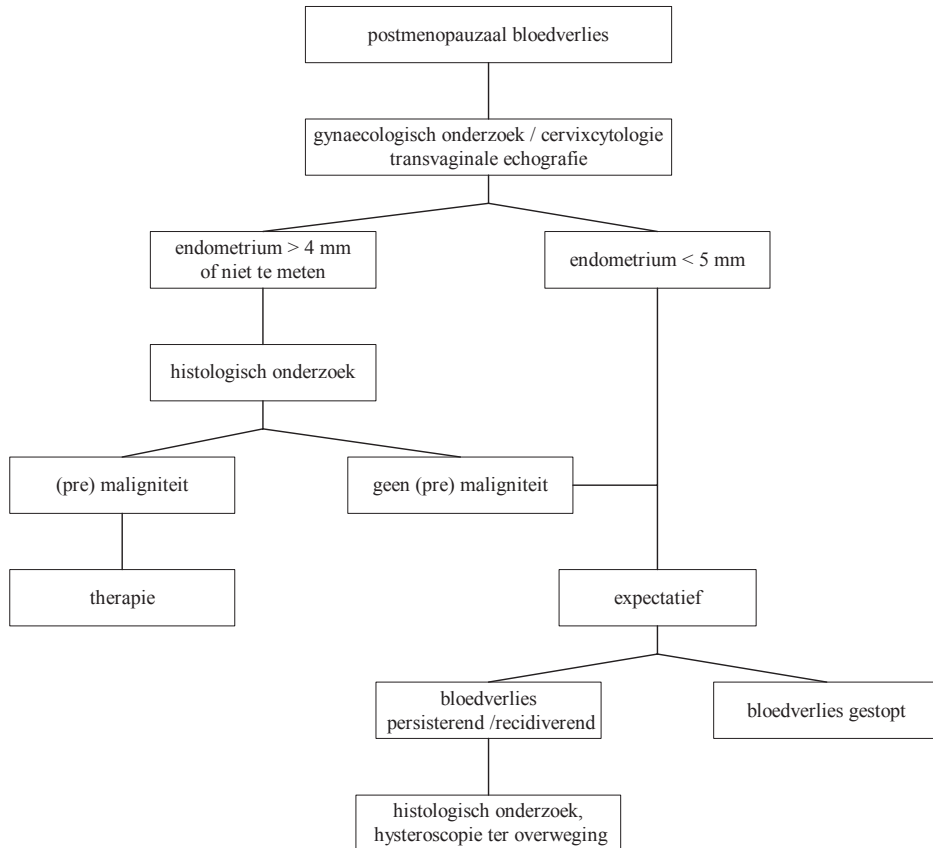 postmenopauzaal bloedverlies
gynaecologisch onderzoek / cervixcytologie
transvaginale echografie
endometrium > 4 mm
of niet te meten
endometrium < 5 mm
histologisch onderzoek
(pre) maligniteit
geen (pre) maligniteit
therapie
expectatief
bloedverlies
persisterend /recidiverend
bloedverlies gestopt
histologisch onderzoek,
hysteroscopie ter overweging